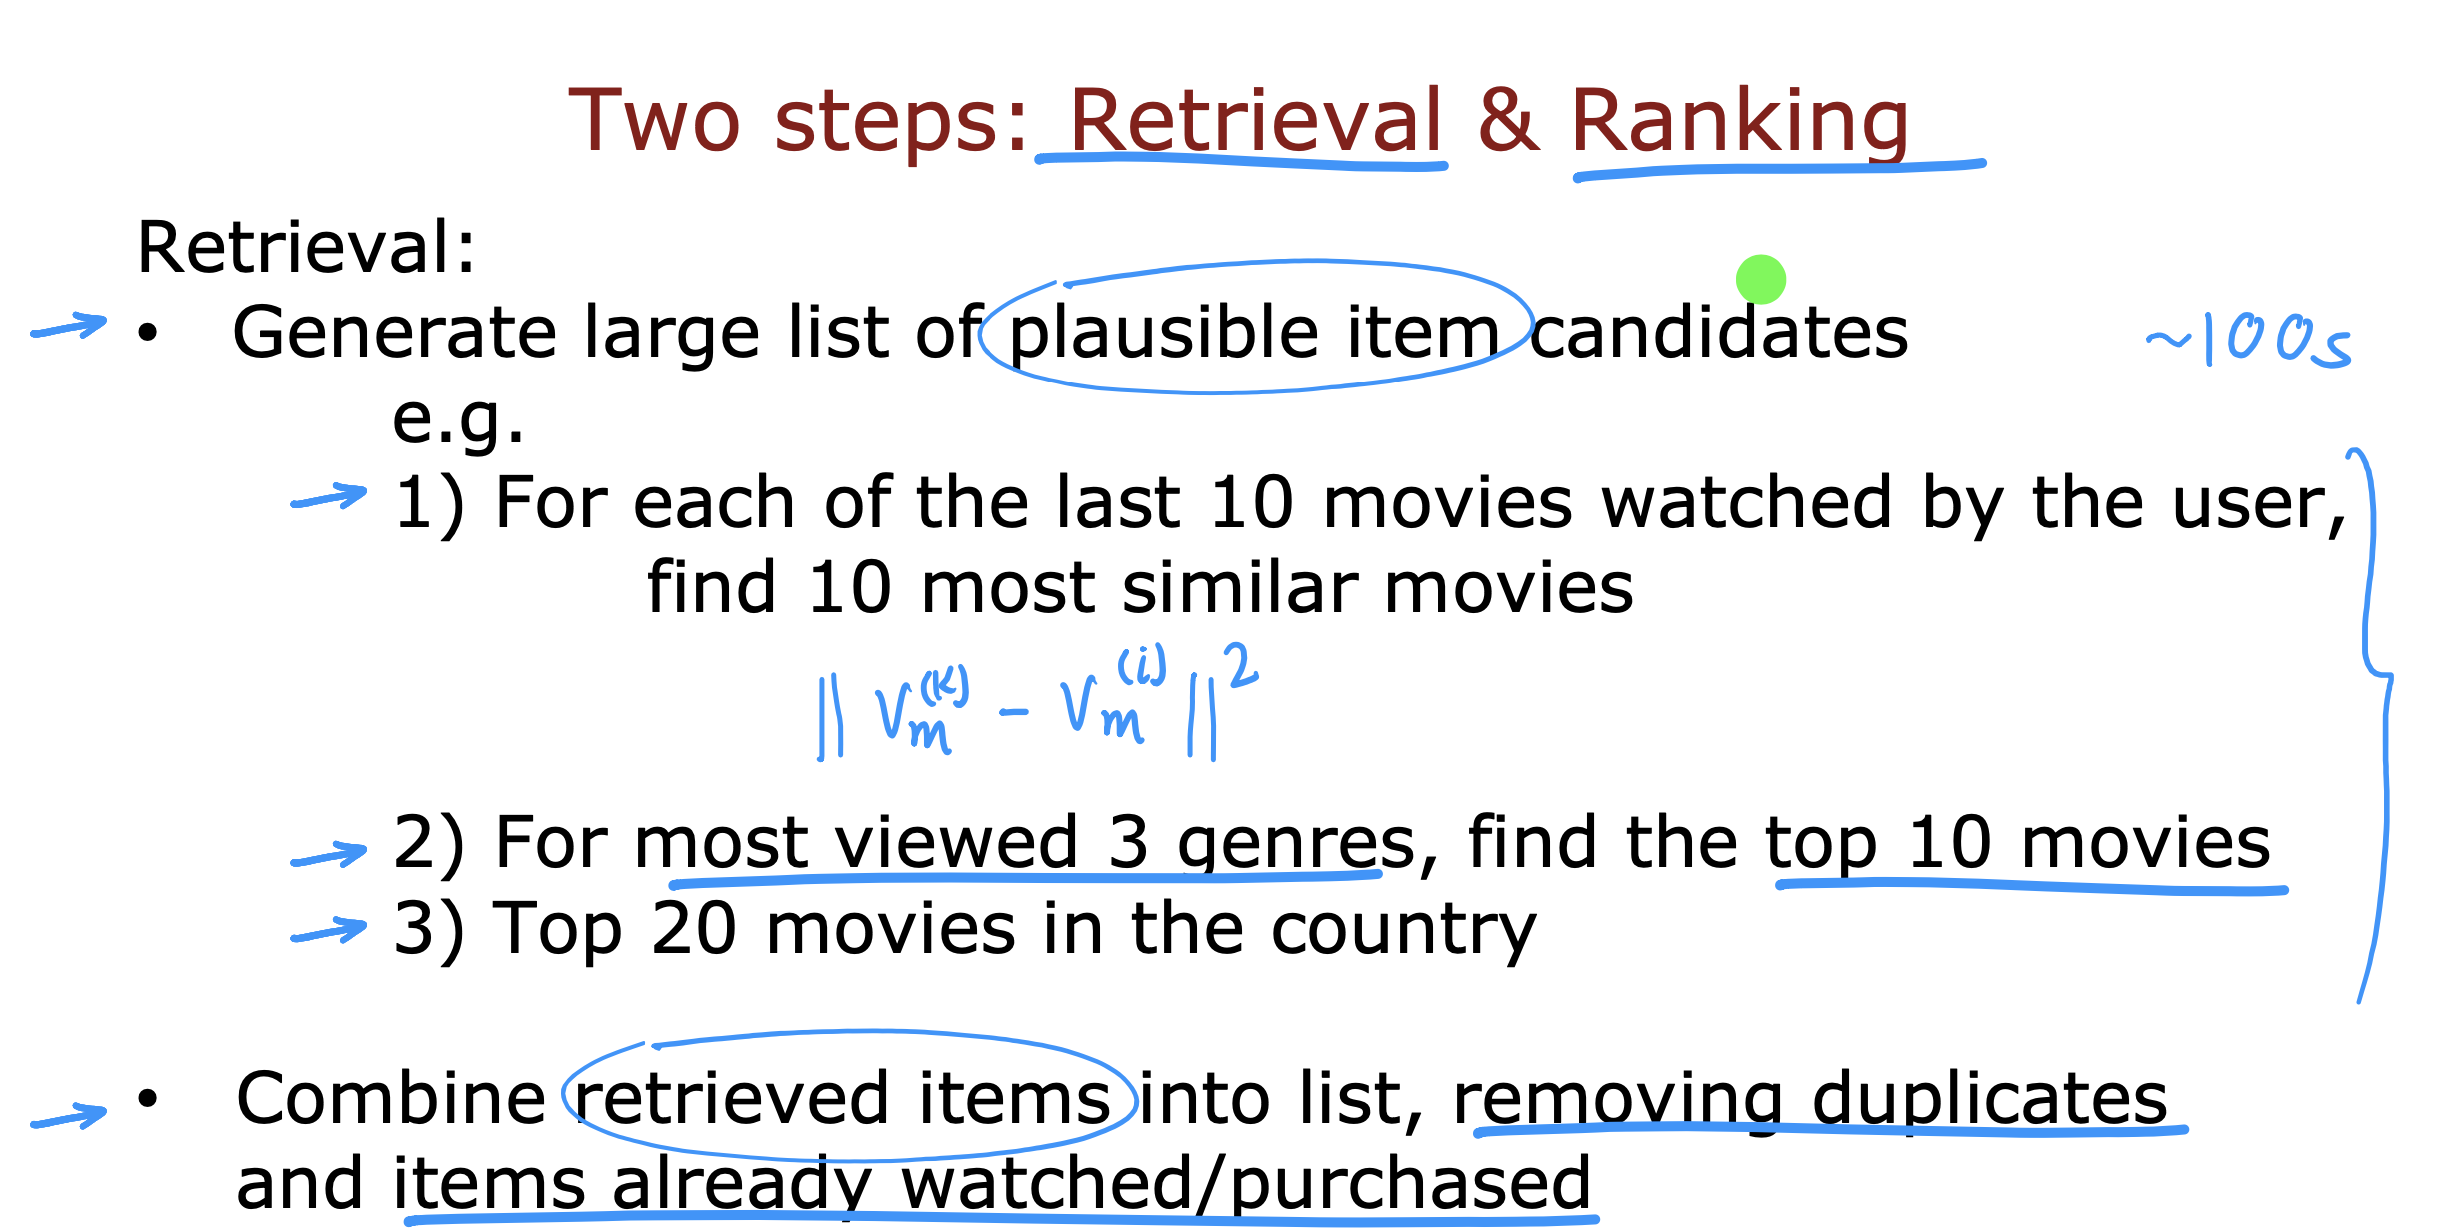 Two steps: Retrieval & Ranking
Retrieval:
• Generate large list of plausible item candidates ~100s
e.g.
1) For each of the last 10 movies watched by the user,
find 10 most similar movies
||V_m^(k) - V_m^(i)||^2
2) For most viewed 3 genres, find the top 10 movies
3) Top 20 movies in the country
• Combine retrieved items into list, removing duplicates
and items already watched/purchased